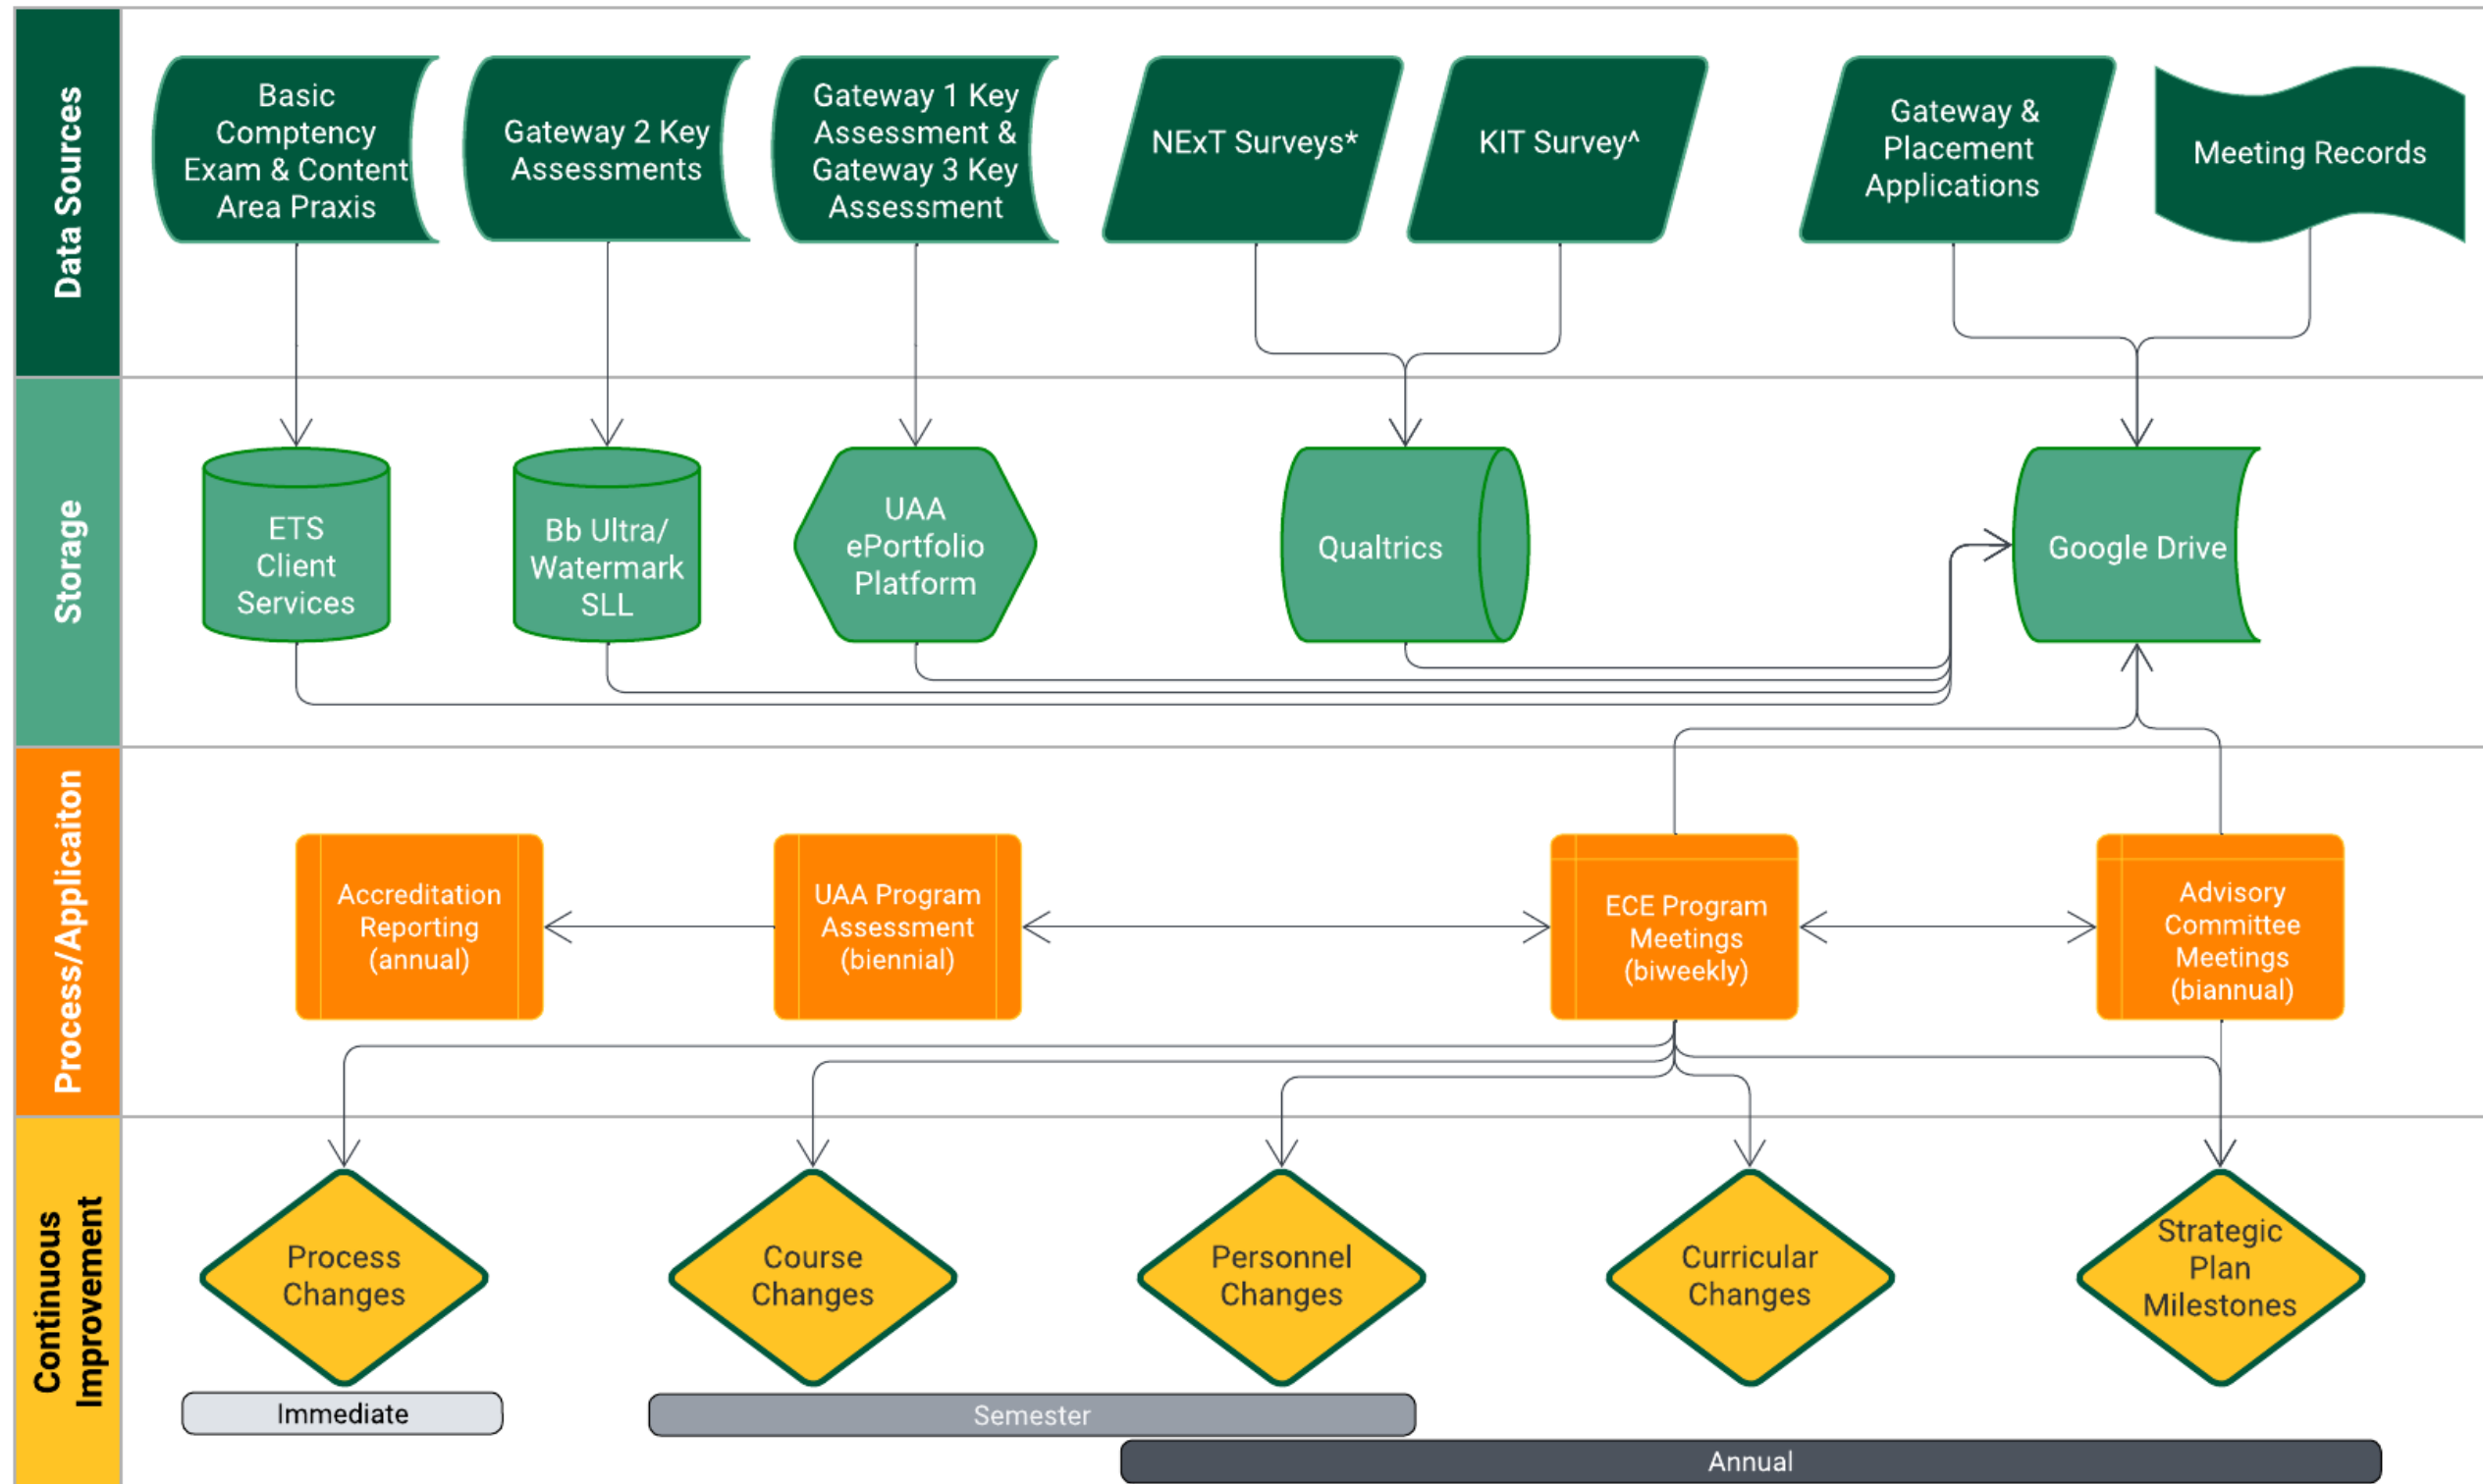 Data Sources
Basic
Comptency
Exam & Content
Area Praxis
Gateway 2 Key
Assessments
Gateway 1 Key
Assessment &
Gateway 3 Key
Assessment
NExT Surveys*
KIT Survey^
Gateway &
Placement
Applications
Meeting Records
Storage
ETS
Client
Services
Bb Ultra/
Watermark
SLL
UAA
ePortfolio
Platform
Qualtrics
Google Drive
Process/Applicaiton
Accreditation
Reporting
(annual)
UAA Program
Assessment
(biennial)
ECE Program
Meetings
(biweekly)
Advisory
Committee
Meetings
(biannual)
Continuous
Improvement
Process
Changes
Course
Changes
Personnel
Changes
Curricular
Changes
Strategic
Plan
Milestones
Immediate
Semester
Annual